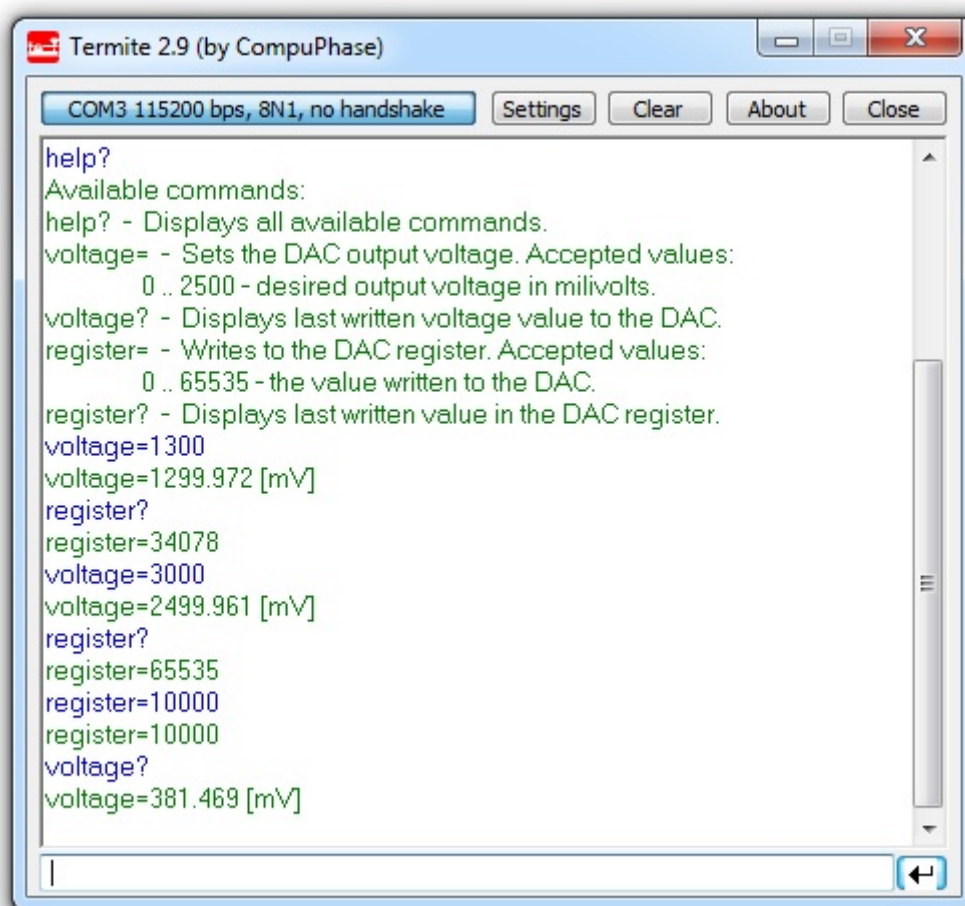 Termite 2.9 (by CompuPhase)
COM3 115200 bps, 8N1, no handshake Settings Clear About Close
help?
Available commands:
help? - Displays all available commands.
voltage= - Sets the DAC output voltage. Accepted values:
0 .. 2500 - desired output voltage in milivolts.
voltage? - Displays last written voltage value to the DAC.
register= - Writes to the DAC register. Accepted values:
0 .. 65535 - the value written to the DAC.
register? - Displays last written value in the DAC register.
voltage=1300
voltage=1299.972 [mV]
register?
register=34078
voltage=3000
voltage=2499.961 [mV]
register?
register=65535
register=10000
register=10000
voltage?
voltage=381.469 [mV]